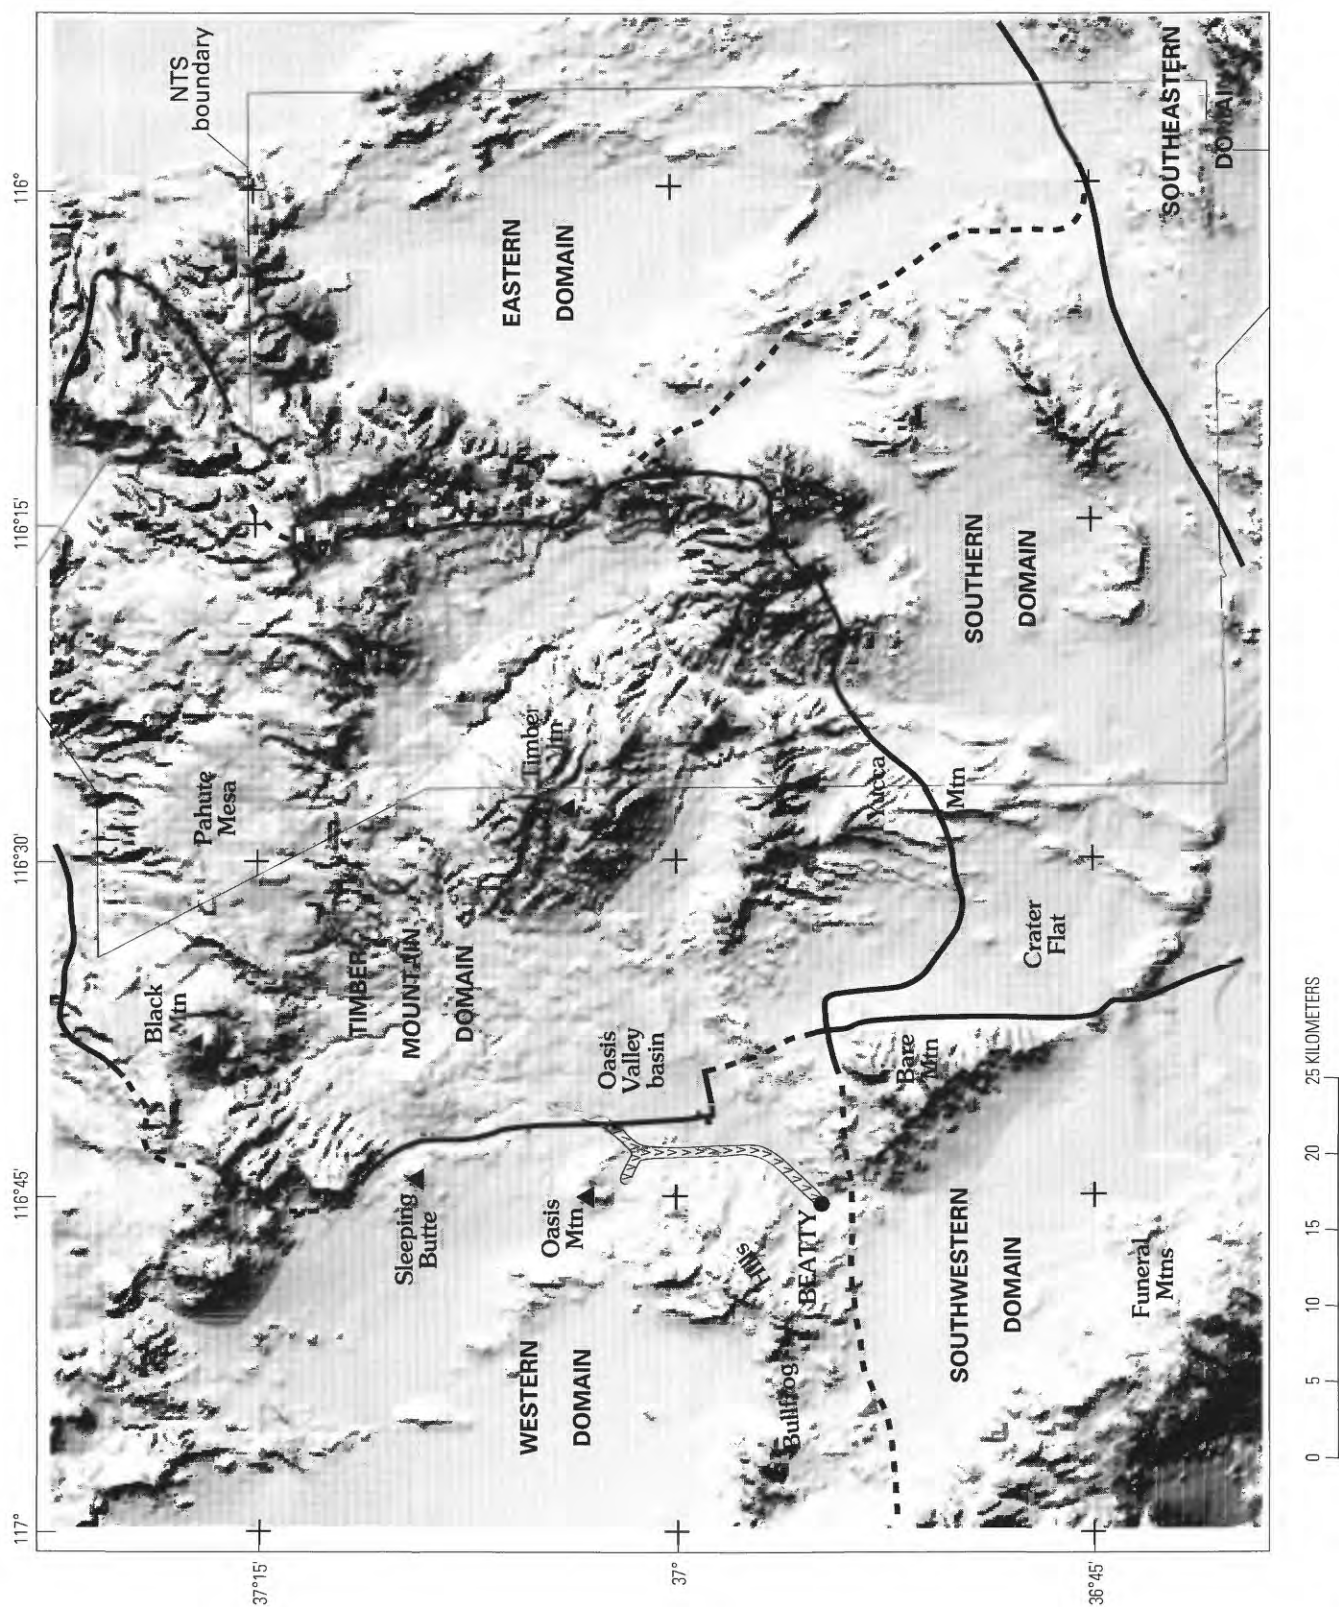 117°
116°45'
116°30'
116°15'
116°
37°15'
37°
36°45'
NTS
boundary
Black
Mtn
Pahute
Mesa
TIMBER
MOUNTAIN
DOMAIN
Sleeping
Butte
Timber
Mtn
EASTERN
DOMAIN
WESTERN
DOMAIN
Oasis
Mtn
Oasis
Valley
basin
Bullfrog
Hills
BEATTY
Yucca
Mtn
Bare
Mtn
SOUTHWESTERN
DOMAIN
Crater
Flat
SOUTHERN
DOMAIN
Funeral
Mtns
SOUTHEASTERN
DOMAIN
0 5 10 15 20 25 KILOMETERS